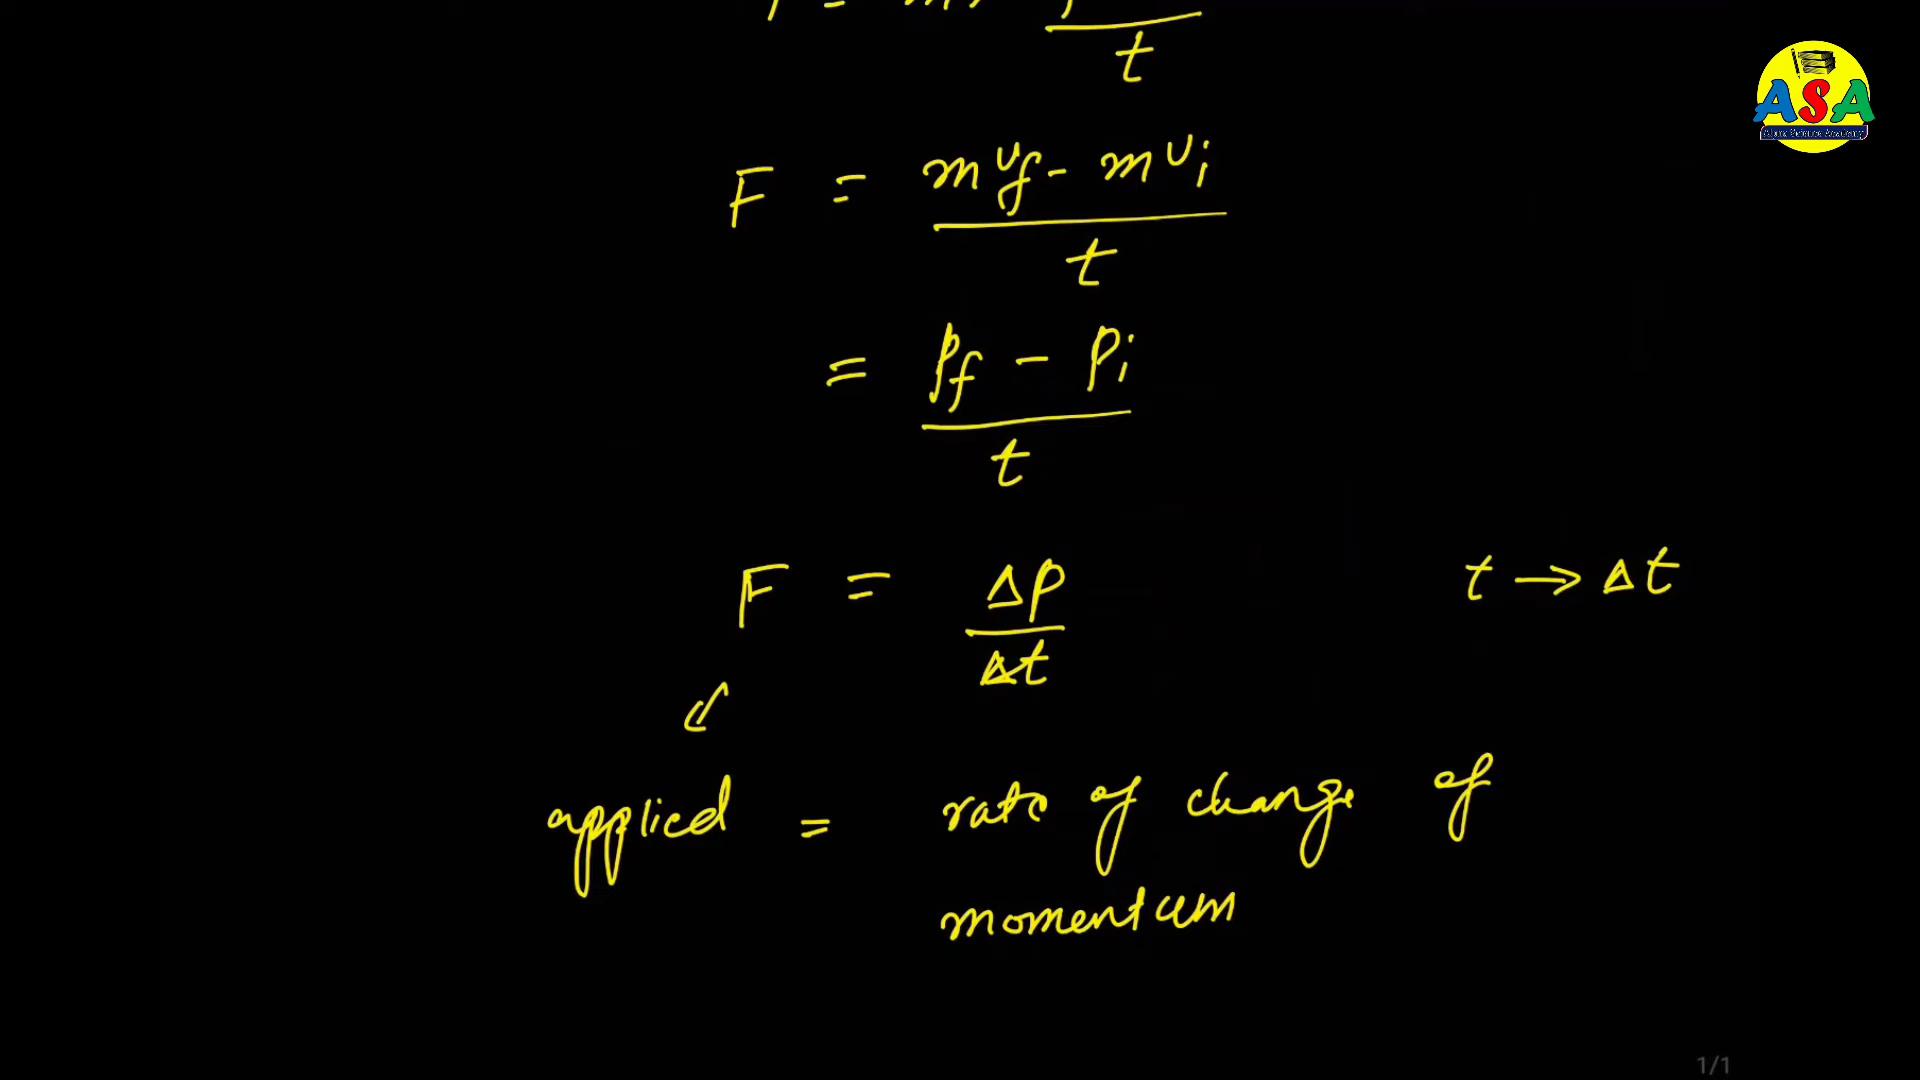 t
ASA
F = mvf - mvi
t
= Pf - Pi
t
F = ΔP
Δt
t → Δt
applied = rate of change of
momentum
1/1